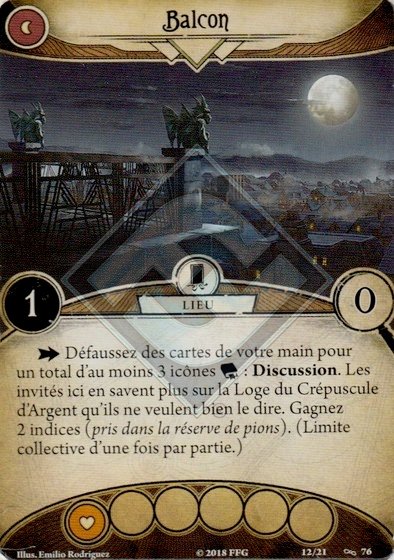 Balcon
1
LIEU
0
Défaussez des cartes de votre main pour
un total d'au moins 3 icônes : Discussion. Les
invités ici en savent plus sur la Loge du Crépuscule
d'Argent qu'ils ne veulent bien le dire. Gagnez
2 indices (pris dans la réserve de pions). (Limite
collective d'une fois par partie.)
Illus. Emilio Rodriguez © 2018 FFG 12/21 76